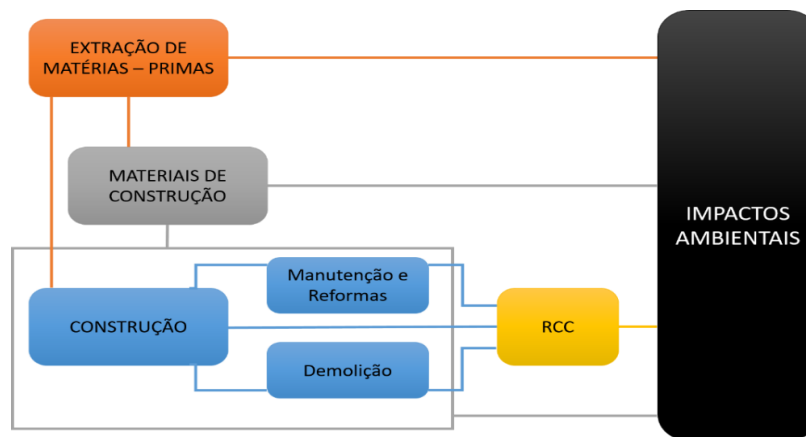 EXTRAÇÃO DE
MATÉRIAS – PRIMAS
MATERIAIS DE
CONSTRUÇÃO
IMPACTOS
AMBIENTAIS
Manutenção e
Reformas
CONSTRUÇÃO
RCC
Demolição